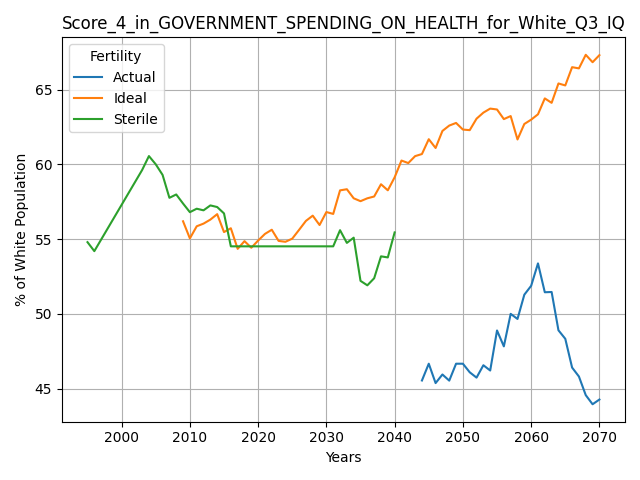 Score_4_in_GOVERNMENT_SPENDING_ON_HEALTH_for_White_Q3_IQ
Fertility
Actual
Ideal
Sterile
% of White Population
65
60
55
50
45
2000 2010 2020 2030 2040 2050 2060 2070
Years